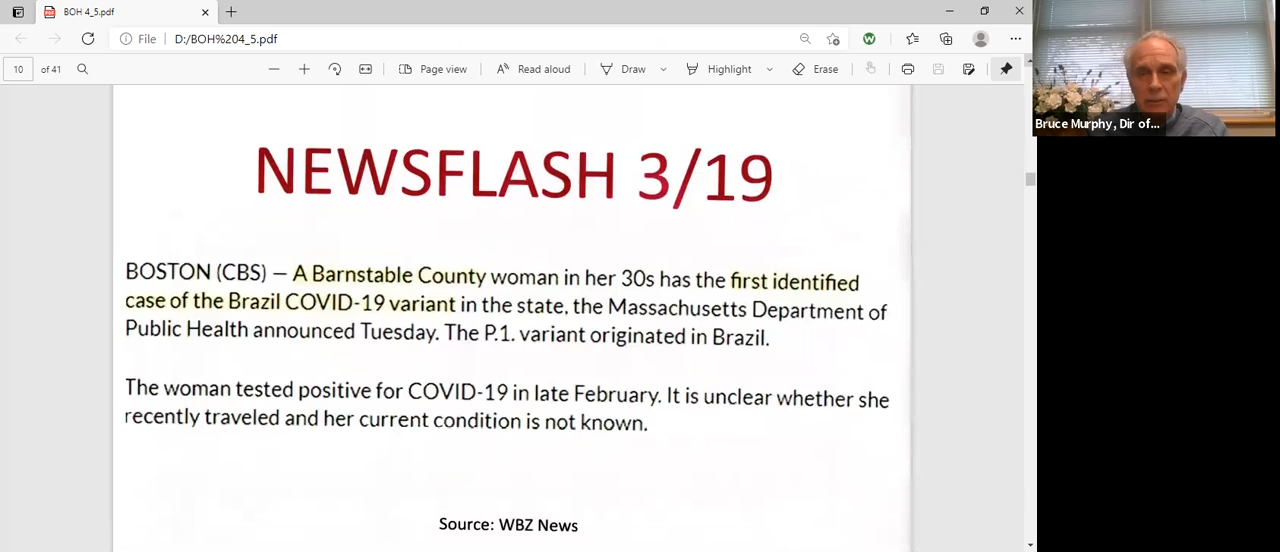 BOH 4_5.pdf
File D:/BOH%204_5.pdf
10 of 41 Page view Read aloud Draw Highlight Erase
Bruce Murphy, Dir of...
NEWSFLASH 3/19
BOSTON (CBS) – A Barnstable County woman in her 30s has the first identified
case of the Brazil COVID-19 variant in the state, the Massachusetts Department of
Public Health announced Tuesday. The P.1. variant originated in Brazil.
The woman tested positive for COVID-19 in late February. It is unclear whether she
recently traveled and her current condition is not known.
Source: WBZ News